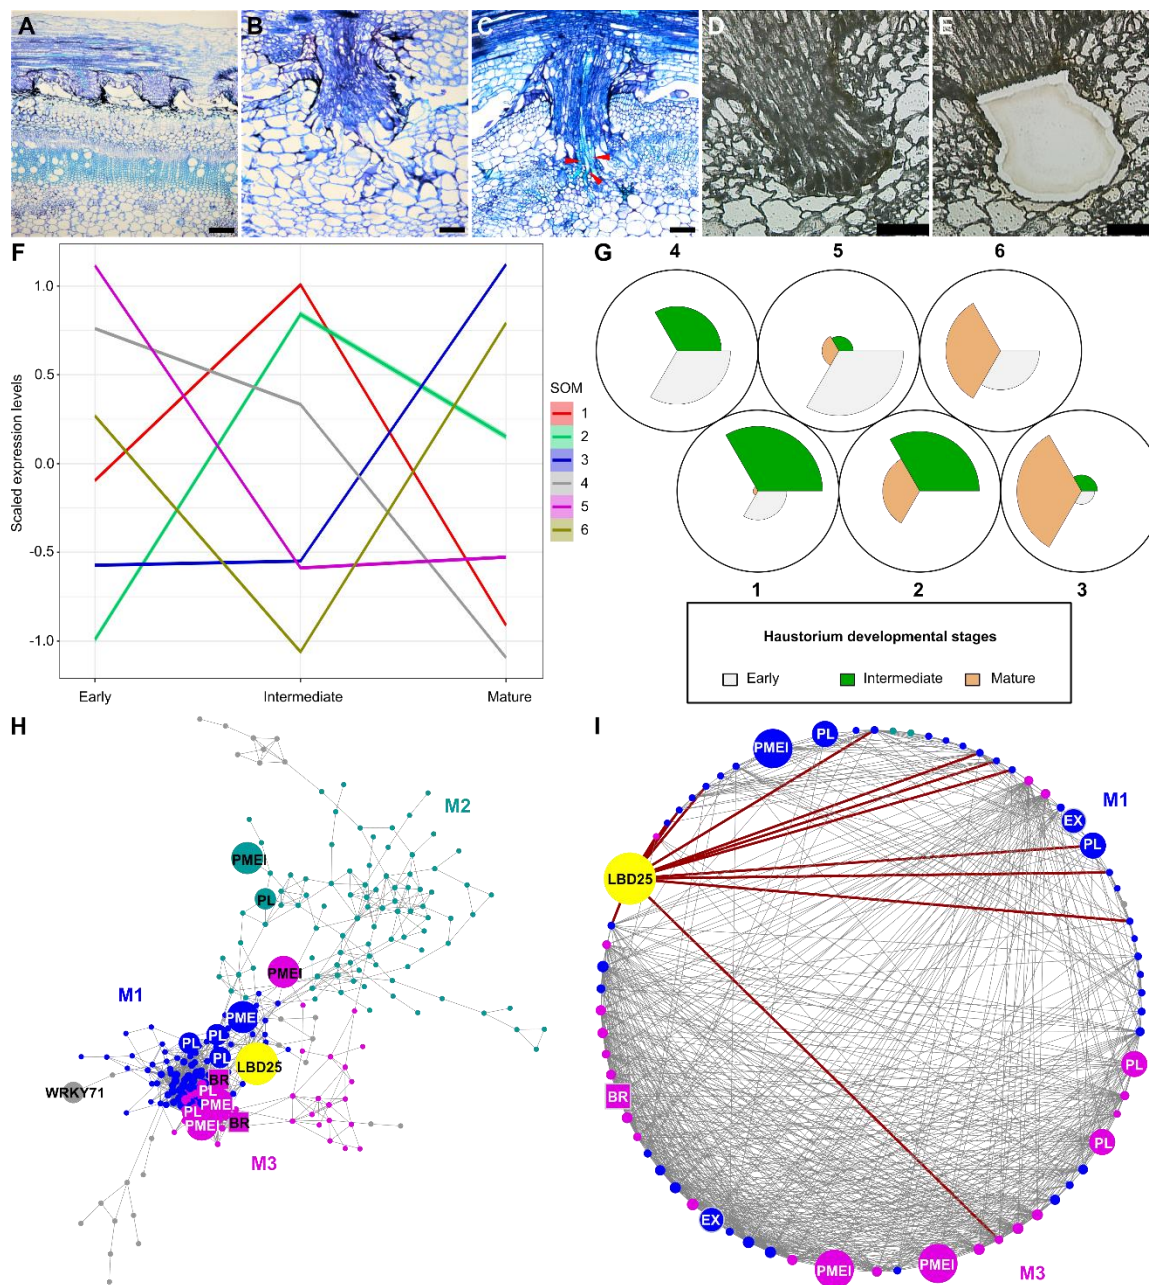 A B C D E
F
1.0
0.5
0.0
-0.5
-1.0
Scaled expression levels
Early Intermediate Mature
SOM
1
2
3
4
5
6
G
4 5 6
1 2 3
Haustorium developmental stages
Early Intermediate Mature
H
M2
PMEI
PL
PMEI
M1
PME
PL
PL
PL
LBD25
BR
WRKY71
PL
PME
PL
PMEI
BR
M3
I
PMEI
PL
M1
EX
PL
LBD25
PL
BR
PL
EX
PMEI
PMEI
M3